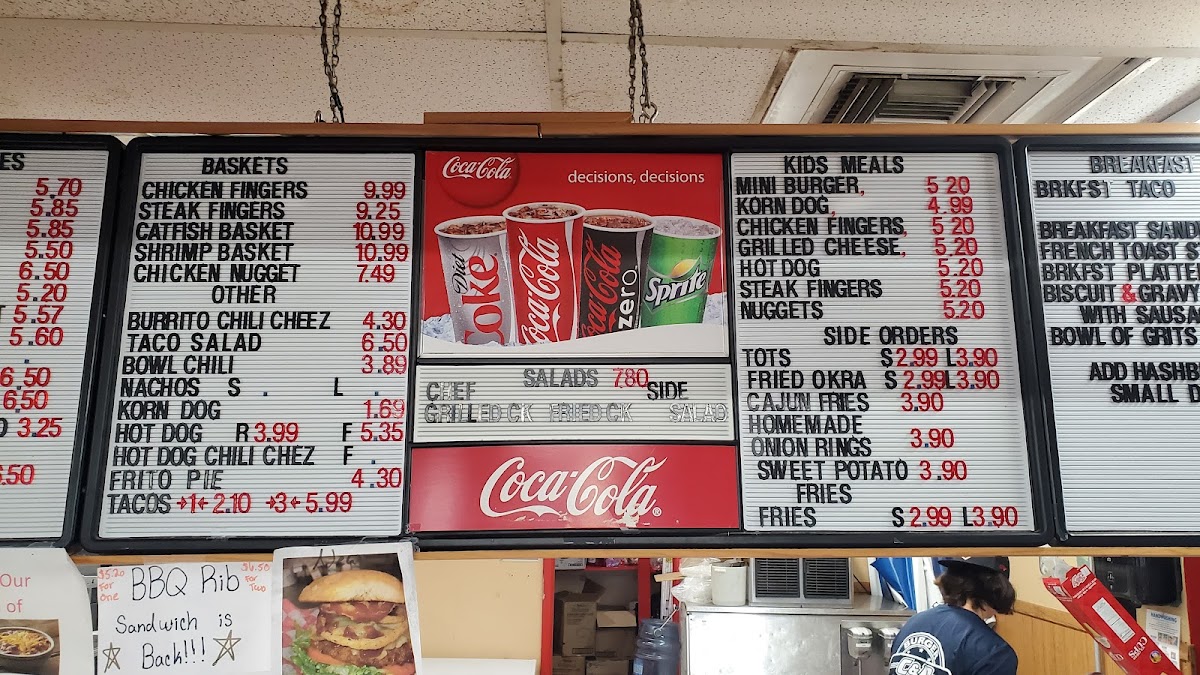 ES
5.70
5.85
5.85
5.50
6.50
5.20
T 5.57
5.60
.
6.50
6.50
O 3.25
5.50
BASKETS
CHICKEN FINGERS 9.99
STEAK FINGERS 9.25
CATFISH BASKET 10.99
SHRIMP BASKET 10.99
CHICKEN NUGGET 7.49
OTHER
BURRITO CHILI CHEEZ 4.30
TACO SALAD 6.50
BOWL CHILI 3.89
NACHOS S . L .
KORN DOG 1.69
HOT DOG R 3.99 F 5.35
HOT DOG CHILI CHEZ F .
FRITO PIE 4.30
TACOS →1← 2.10 →3← 5.99
Coca-Cola
decisions, decisions
Diet Coke
Coca-Cola
Coca-Cola zero
Sprite
SALADS 780
CHEF SIDE
GRILLED CK FRIED CK SALAD
Coca-Cola®
KIDS MEALS
MINI BURGER, 5.20
KORN DOG, 4.99
CHICKEN FINGERS, 5.20
GRILLED CHEESE, 5.20
HOT DOG 5.20
STEAK FINGERS 5.20
NUGGETS 5.20
SIDE ORDERS
TOTS S 2.99 L 3.90
FRIED OKRA S 2.99 L 3.90
CAJUN FRIES 3.90
HOMEMADE
ONION RINGS 3.90
SWEET POTATO 3.90
FRIES
FRIES S 2.99 L 3.90
BREAKFAST
BRKFST TACO
BREAKFAST SAND
FRENCH TOAST S
BRKFST PLATTE
BISCUIT & GRAVY
WITH SAUSA
BOWL OF GRITS
ADD HASHB
SMALL D
Our
of
$5.20 For One
BBQ Rib
$6.50 For Two
Sandwich is
Back!!!
BURGER